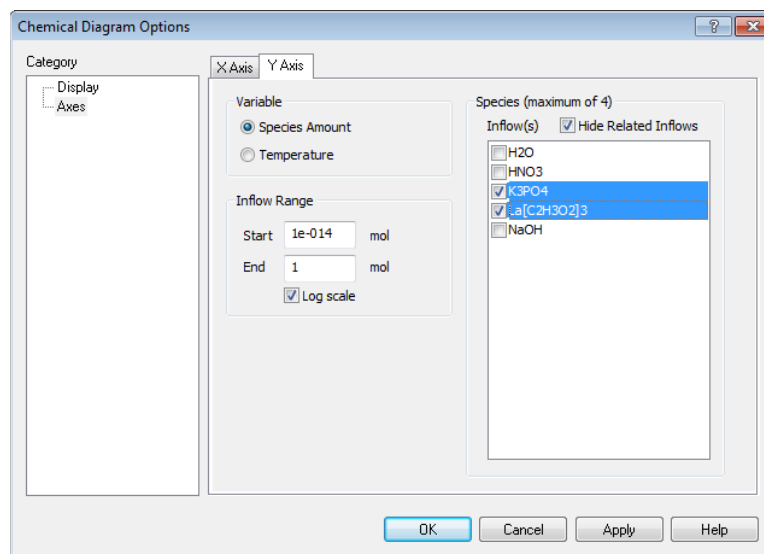 Chemical Diagram Options
Category
Display
Axes
X Axis
Y Axis
Variable
Species Amount
Temperature
Inflow Range
Start 1e-014 mol
End 1 mol
Log scale
Species (maximum of 4)
Inflow(s) Hide Related Inflows
H2O
HNO3
K3PO4
La[C2H3O2]3
NaOH
OK
Cancel
Apply
Help